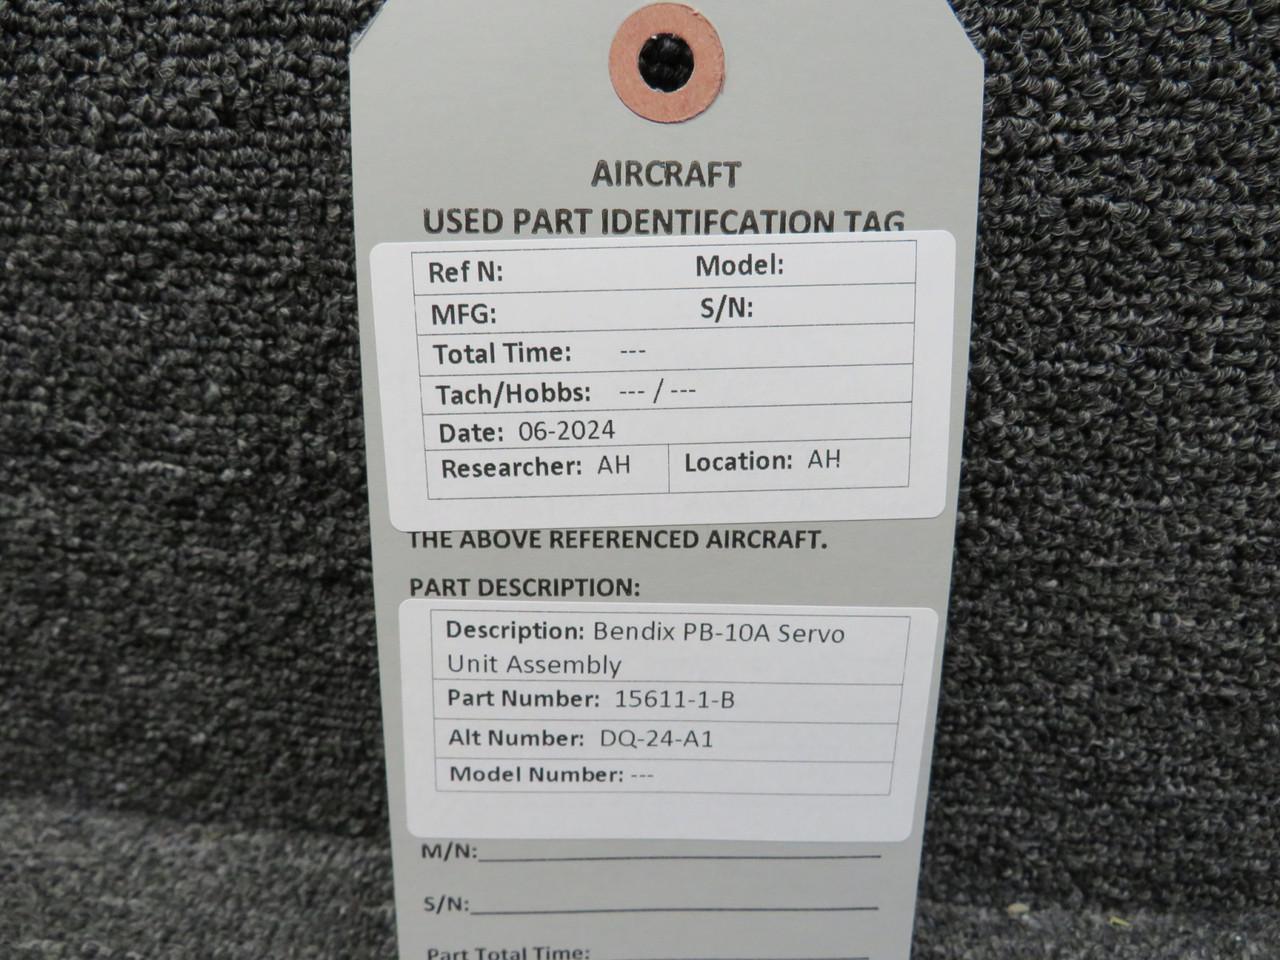 AIRCRAFT
USED PART IDENTIFCATION TAG
Ref N: Model:
MFG: S/N:
Total Time: ---
Tach/Hobbs: --- / ---
Date: 06-2024
Researcher: AH Location: AH
THE ABOVE REFERENCED AIRCRAFT.
PART DESCRIPTION:
Description: Bendix PB-10A Servo
Unit Assembly
Part Number: 15611-1-B
Alt Number: DQ-24-A1
Model Number: ---
M/N:
S/N:
Part Total Time: